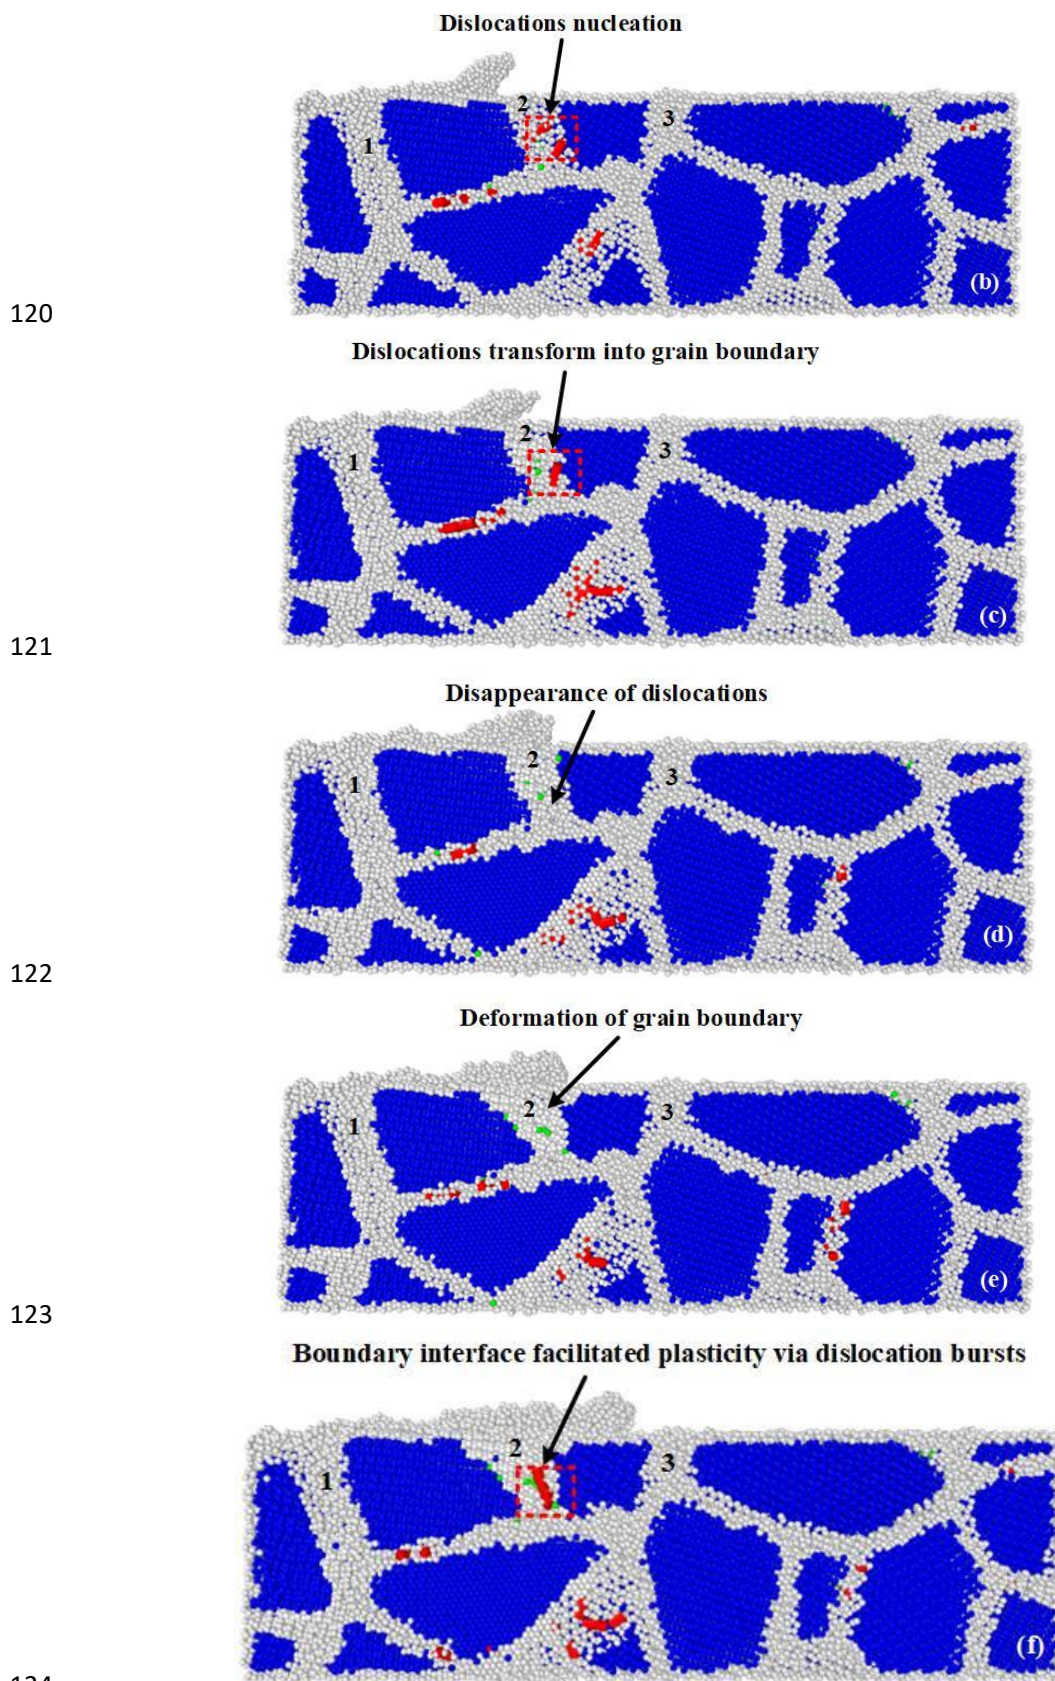 Dislocations nucleation
2
3
1
(b)
120
Dislocations transform into grain boundary
2
3
1
(c)
121
Disappearance of dislocations
2
3
1
(d)
122
Deformation of grain boundary
2
3
1
(e)
123
Boundary interface facilitated plasticity via dislocation bursts
2
3
1
(f)